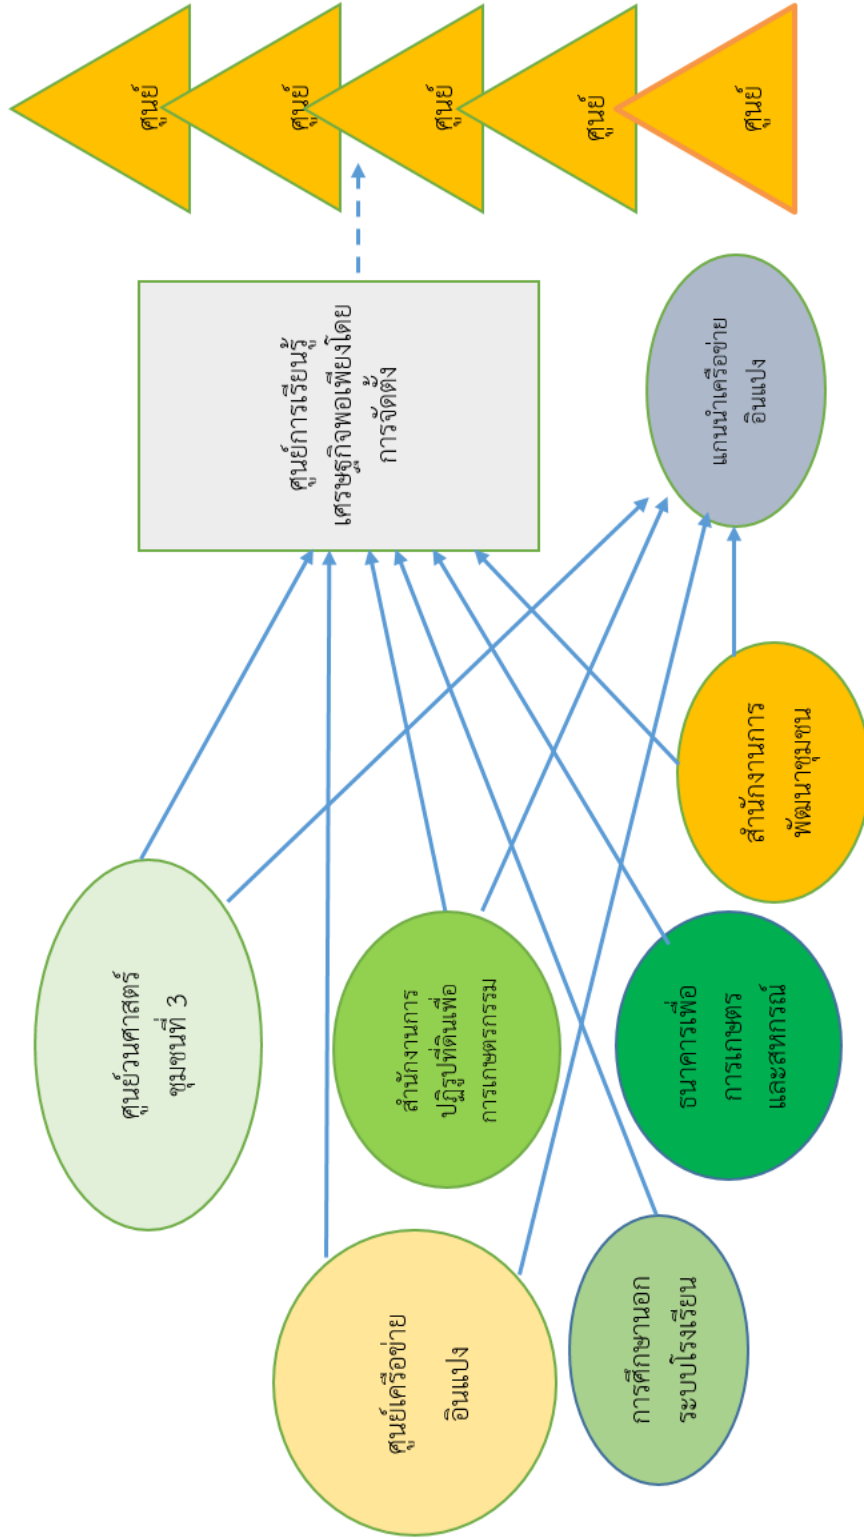 ศูนย์วนศาสตร์
ชุมชนที่ 3
ศูนย์เครือข่าย
อินแปง
สำนักงานการ
ปฏิรูปที่ดินเพื่อ
การเกษตรกรรม
การศึกษานอก
ระบบโรงเรียน
ธนาคารเพื่อ
การเกษตร
และสหกรณ์
สำนักงานการ
พัฒนาชุมชน
ศูนย์การเรียนรู้
เศรษฐกิจพอเพียงโดย
การจัดตั้ง
แกนนำเครือข่าย
อินแปง
ศูนย์
ศูนย์
ศูนย์
ศูนย์
ศูนย์